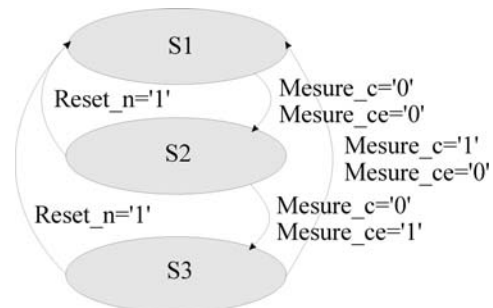 S1
Reset_n='1'
Mesure_c='0'
Mesure_ce='0'
Mesure_c='1'
Mesure_ce='0'
S2
Reset_n='1'
Mesure_c='0'
Mesure_ce='1'
S3